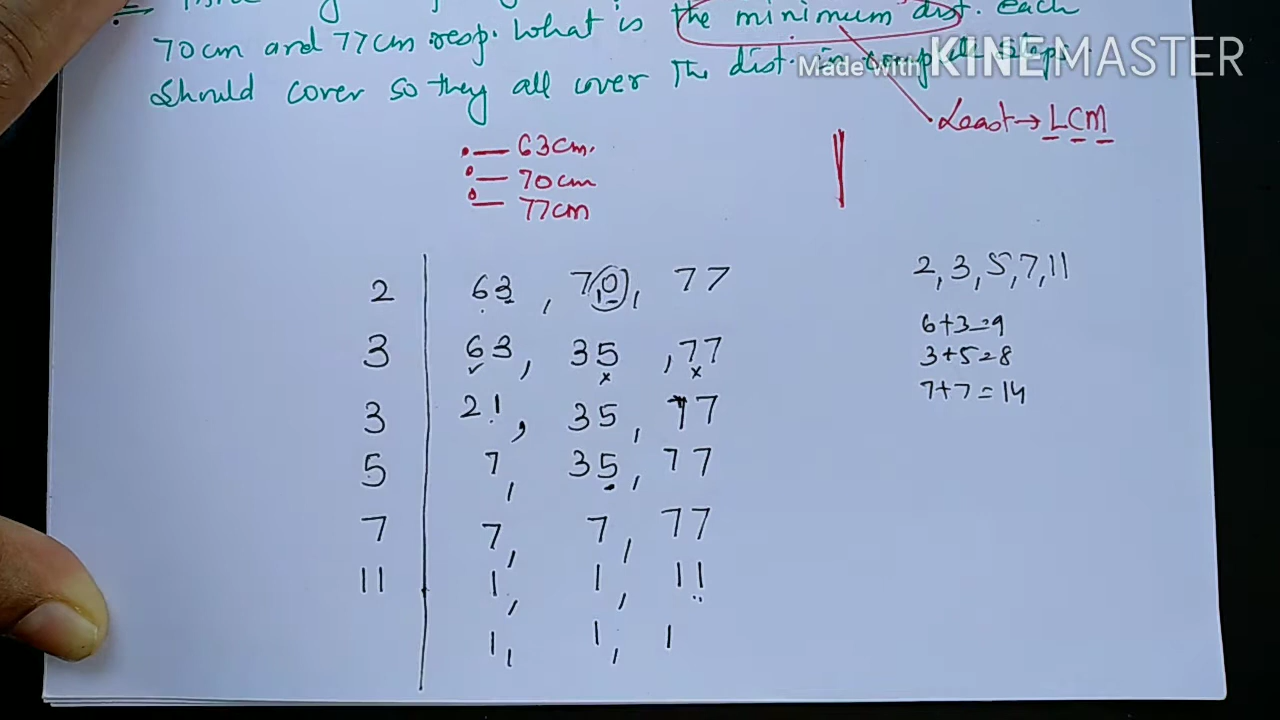 70cm and 77cm resp. What is the minimum dist. each
should cover so they all cover the dist. in
Made With KINEMASTER
Least → LCM
63cm.
70cm
77cm
2 63, 70, 77
3 63, 35, 77
3 21, 35, 77
5 7, 35, 77
7 7, 7, 77
11 1, 1, 11
1, 1, 1
2, 3, 5, 7, 11
6+3=9
3+5=8
7+7=14